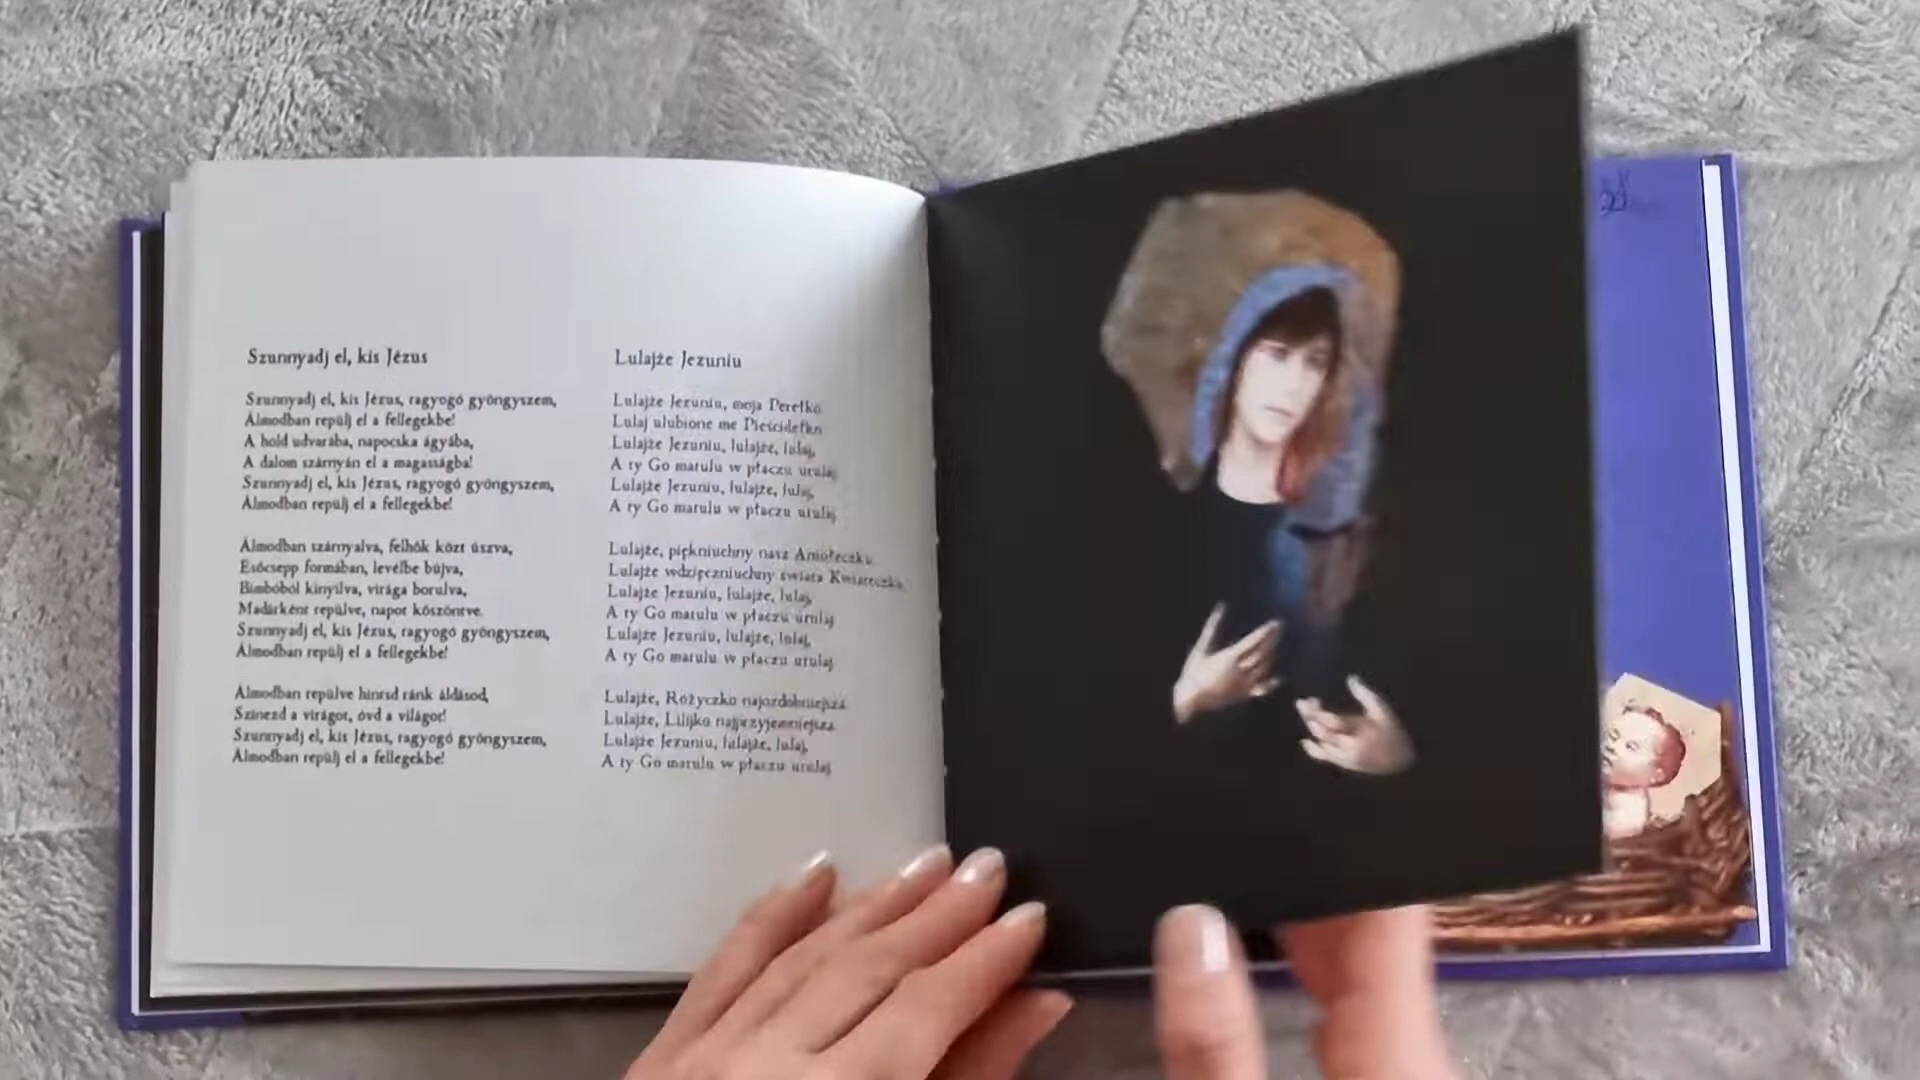 Szunnyadj el, kis Jézus
Szunnyadj el, kis Jézus, ragyogó gyöngyszem,
Álmodban repülj el a fellegekbe!
A hold udvarába, napocska ágyába,
A dalom szárnyán el a magasságba!
Szunnyadj el, kis Jézus, ragyogó gyöngyszem,
Álmodban repülj el a fellegekbe!
Álmodban szárnyalva, felhők közt úszva,
Esőcsepp formában, levélbe bújva,
Bimbóból kinyílva, virága borulva,
Madárként repülve, napot köszöntve.
Szunnyadj el, kis Jézus, ragyogó gyöngyszem,
Álmodban repülj el a fellegekbe!
Álmodban repülve hintsd ránk áldásod,
Színezd a virágot, óvd a világot!
Szunnyadj el, kis Jézus, ragyogó gyöngyszem,
Álmodban repülj el a fellegekbe!
Lulajże Jezuniu
Lulajże Jezuniu, moja Perełko
Lulaj ulubione me Pieścidełko
Lulajże Jezuniu, lulajże, lulaj,
A ty Go matulu w płaczu utulaj
Lulajże Jezuniu, lulajże, lulaj,
A ty Go matulu w płaczu utulaj
Lulajże, piękniuchny nasz Aniołeczku
Lulajże wdzięczniuchny świata Kwiateczku
Lulajże Jezuniu, lulajże, lulaj,
A ty Go matulu w płaczu utulaj
Lulajże Jezuniu, lulajże, lulaj,
A ty Go matulu w płaczu utulaj
Lulajże, Różyczko najozdobniejsza
Lulajże, Lilijko
Lulajże Jezuniu, lulajże, lulaj,
A ty Go matulu w płaczu utulaj